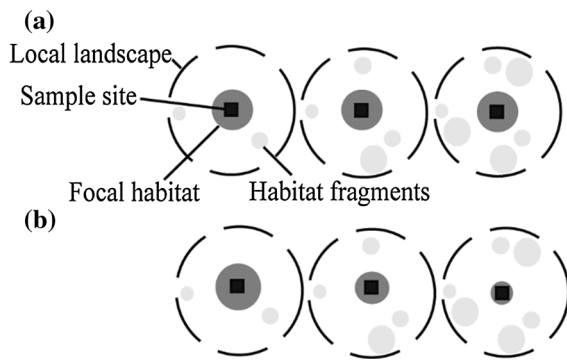 (a)
Local landscape
Sample site
Focal habitat
Habitat fragments
(b)